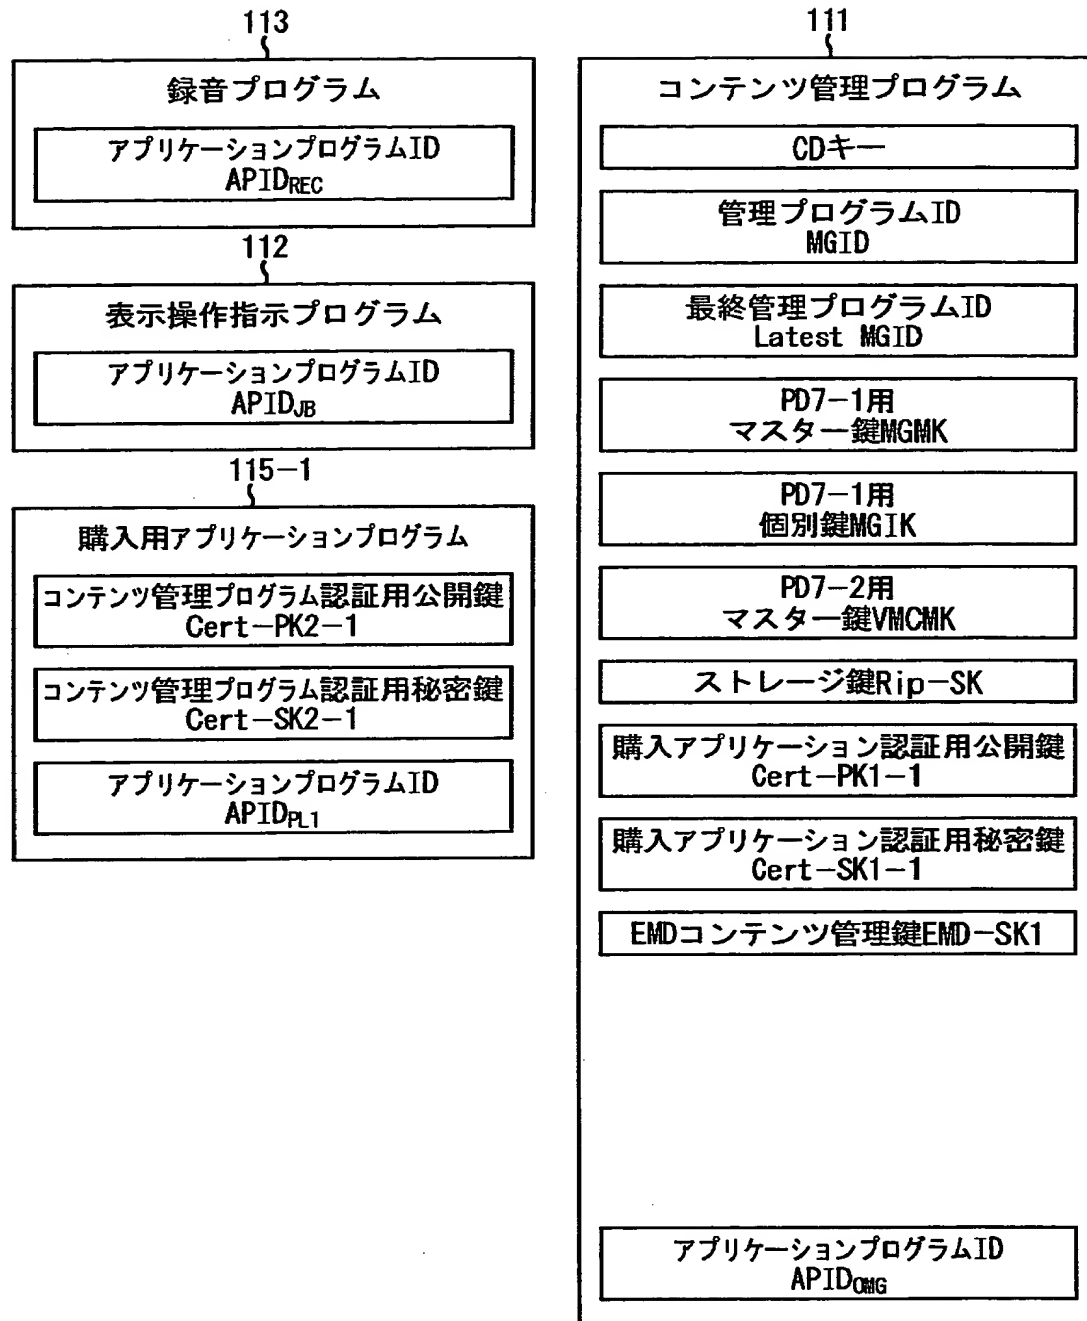 113
録音プログラム
アプリケーションプログラムID
APIDREC
112
表示操作指示プログラム
アプリケーションプログラムID
APIDJB
115-1
購入用アプリケーションプログラム
コンテンツ管理プログラム認証用公開鍵
Cert-PK2-1
コンテンツ管理プログラム認証用秘密鍵
Cert-SK2-1
アプリケーションプログラムID
APIDPL1
111
コンテンツ管理プログラム
CDキー
管理プログラムID
MGID
最終管理プログラムID
Latest MGID
PD7-1用
マスター鍵MGMK
PD7-1用
個別鍵MGIK
PD7-2用
マスター鍵VMCMK
ストレージ鍵Rip-SK
購入アプリケーション認証用公開鍵
Cert-PK1-1
購入アプリケーション認証用秘密鍵
Cert-SK1-1
EMDコンテンツ管理鍵EMD-SK1
アプリケーションプログラムID
APIDOMG